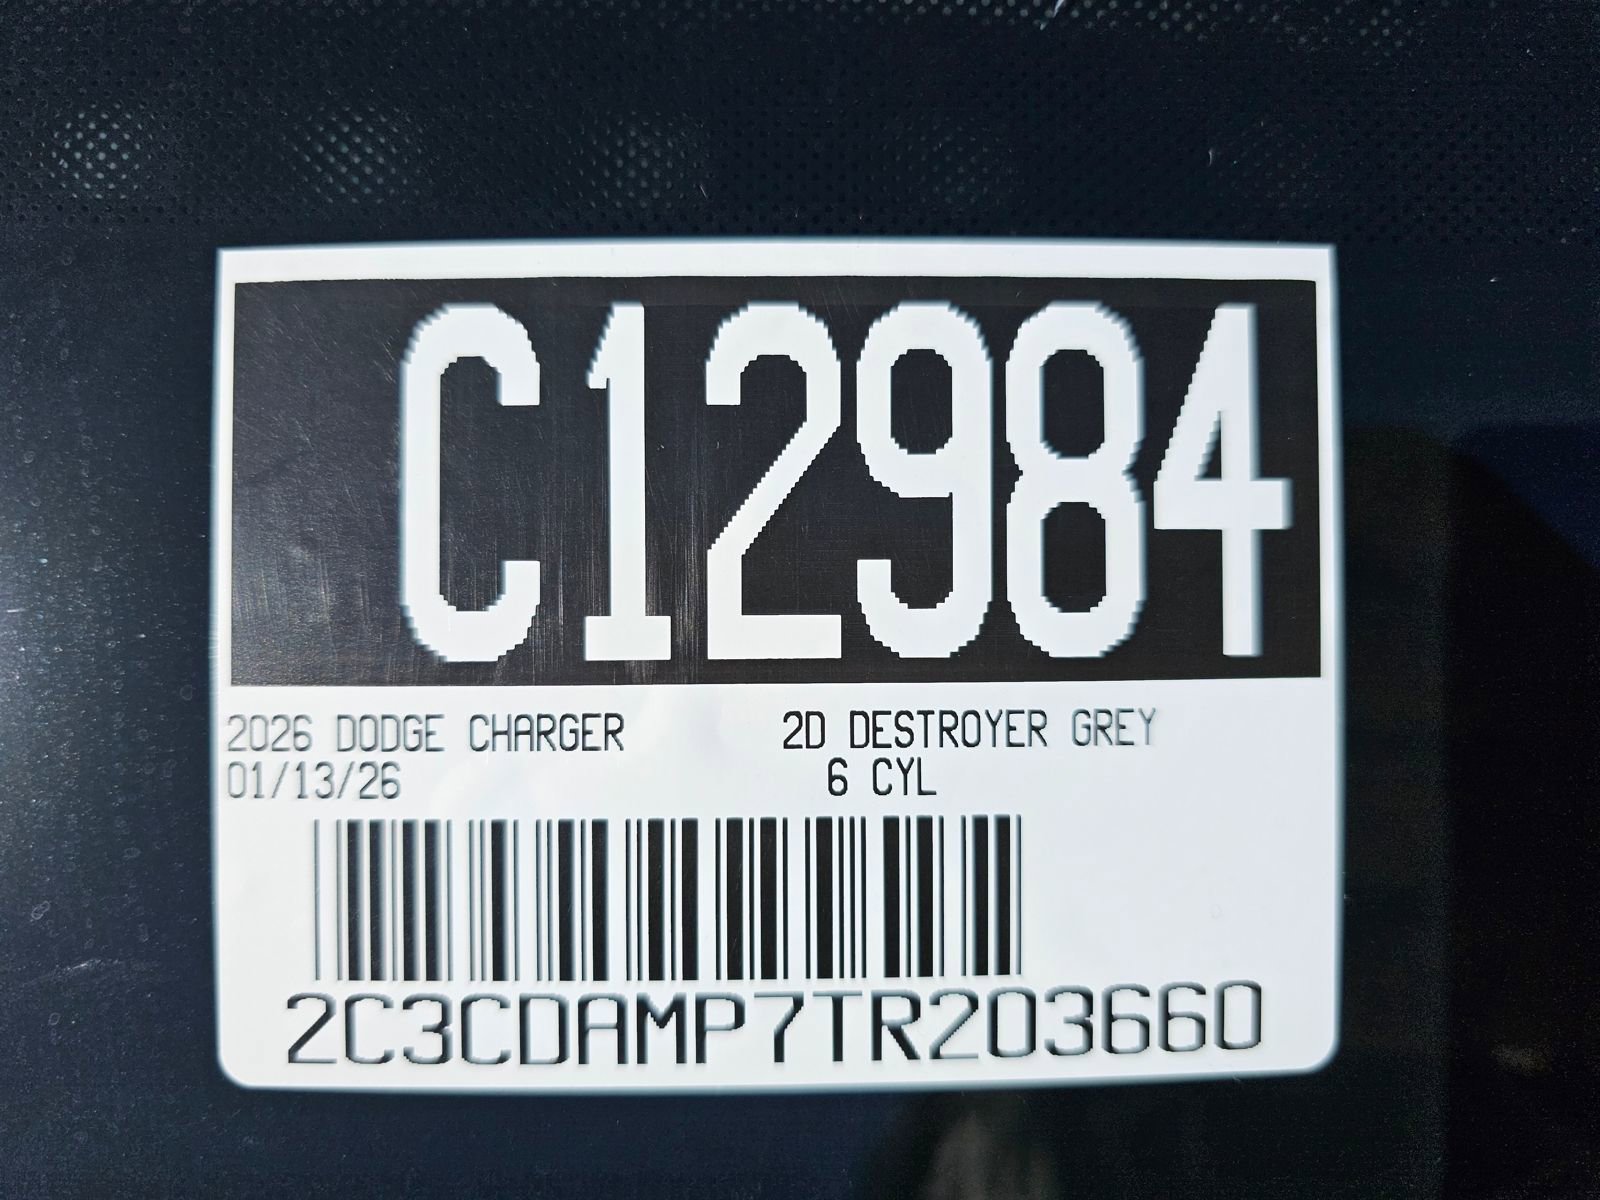 C12984
2026 DODGE CHARGER 2D DESTROYER GREY
01/13/26 6 CYL
2C3CDAMP7TR203660